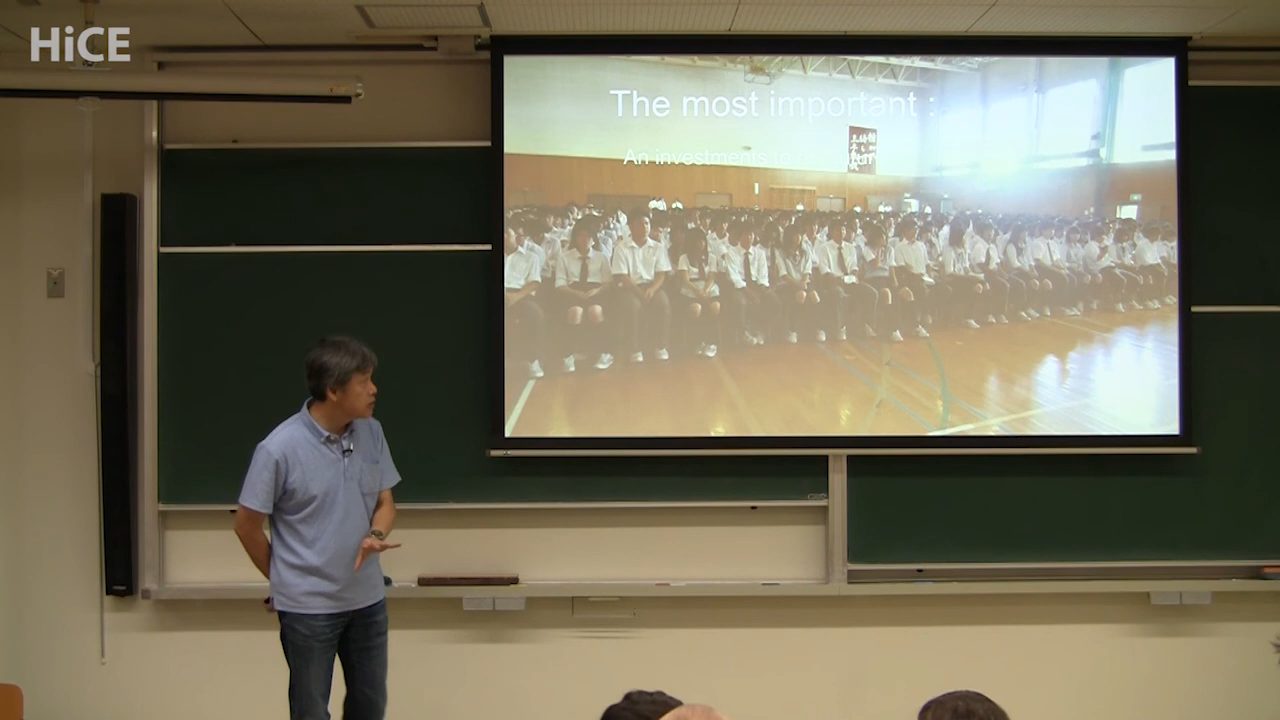 HiCE
The most important :
An investments to